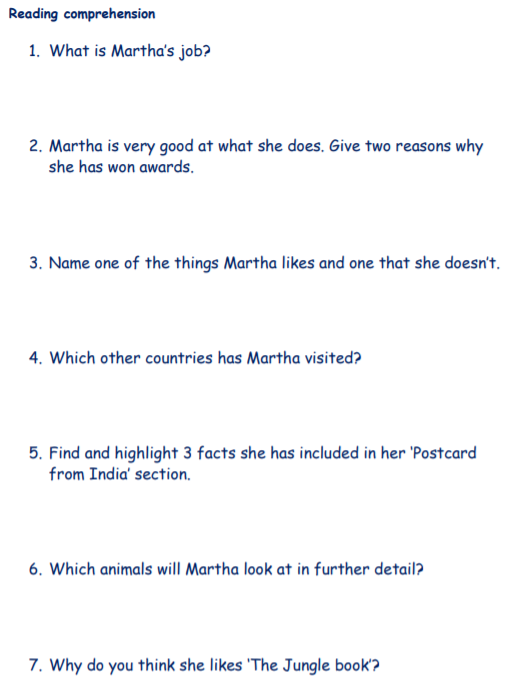 Reading comprehension
1. What is Martha's job?
2. Martha is very good at what she does. Give two reasons why
she has won awards.
3. Name one of the things Martha likes and one that she doesn't.
4. Which other countries has Martha visited?
5. Find and highlight 3 facts she has included in her 'Postcard
from India' section.
6. Which animals will Martha look at in further detail?
7. Why do you think she likes 'The Jungle book'?